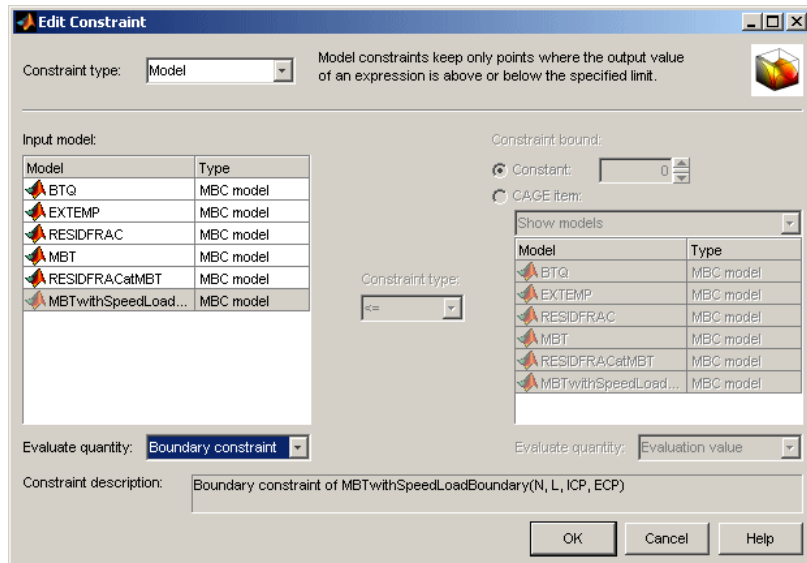 Edit Constraint
Constraint type: Model
Model constraints keep only points where the output value
of an expression is above or below the specified limit.
Input model:
Model Type
BTQ MBC model
EXTEMP MBC model
RESIDFRAC MBC model
MBT MBC model
RESIDFRACatMBT MBC model
MBTwithSpeedLoad... MBC model
Evaluate quantity: Boundary constraint
Constraint type:
<=
Constraint bound:
Constant: 0
CAGE item:
Show models
Model Type
BTQ MBC model
EXTEMP MBC model
RESIDFRAC MBC model
MBT MBC model
RESIDFRACatMBT MBC model
MBTwithSpeedLoad... MBC model
Evaluate quantity: Evaluation value
Constraint description: Boundary constraint of MBTwithSpeedLoadBoundary(N, L, ICP, ECP)
OK Cancel Help